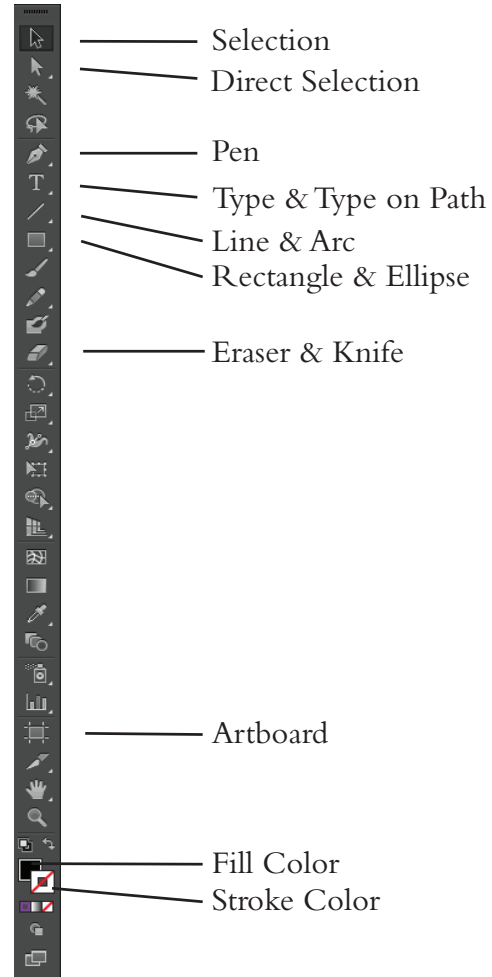 Selection
Direct Selection
Pen
T
Type & Type on Path
Line & Arc
Rectangle & Ellipse
Eraser & Knife
Artboard
Fill Color
Stroke Color